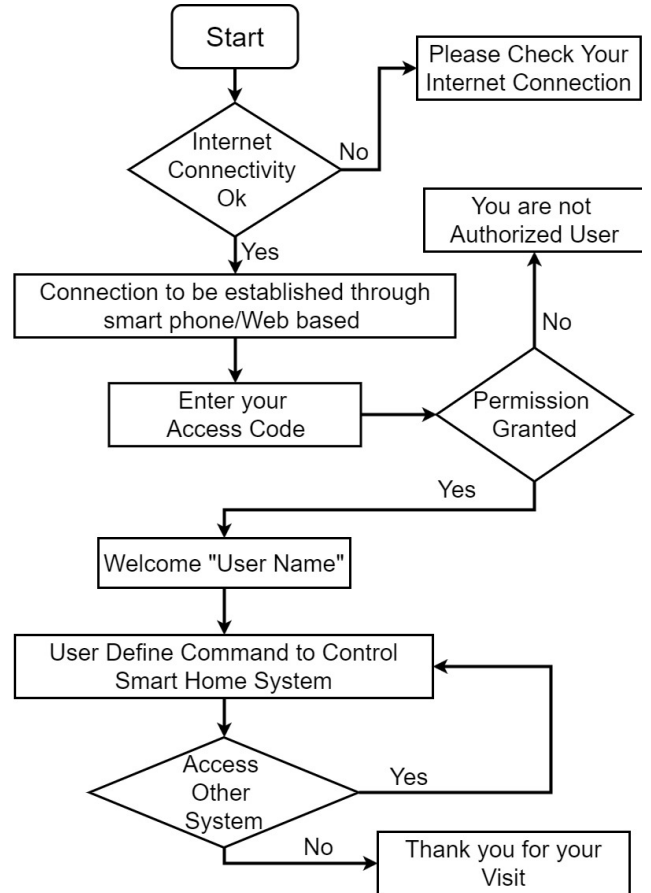 Start
Please Check Your
Internet Connection
Internet
Connectivity
Ok
No
Yes
You are not
Authorized User
Connection to be established through
smart phone/Web based
No
Enter your
Access Code
Permission
Granted
Yes
Welcome "User Name"
User Define Command to Control
Smart Home System
Access
Other
System
Yes
No
Thank you for your
Visit